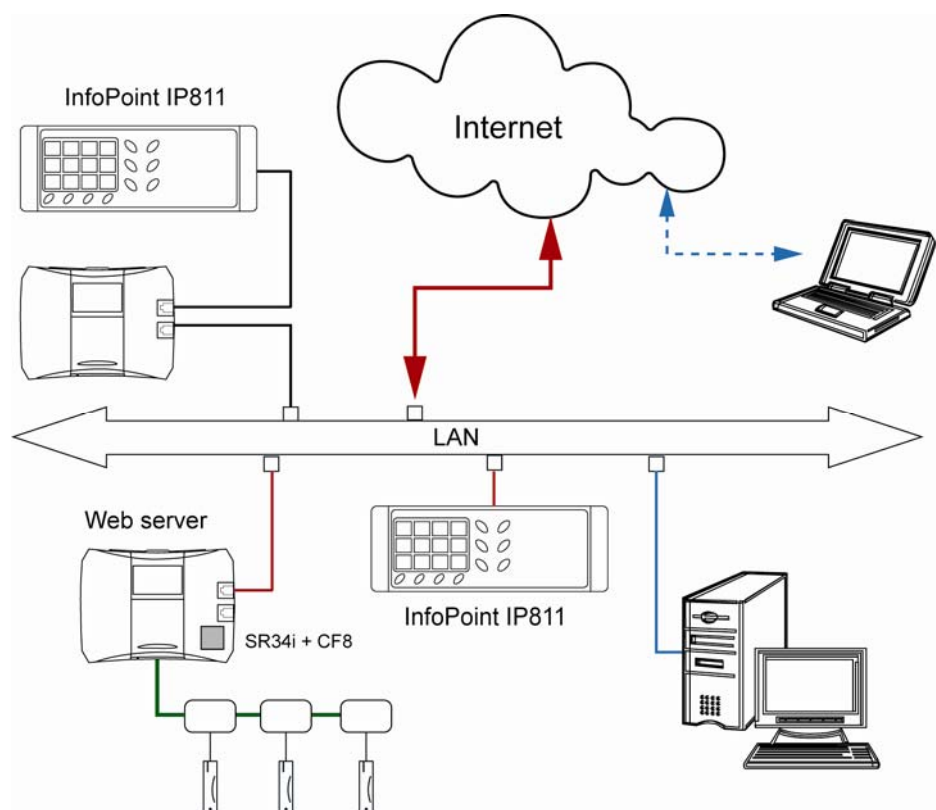 InfoPoint IP811
Internet
LAN
Web server
InfoPoint IP811
SR34i + CF8